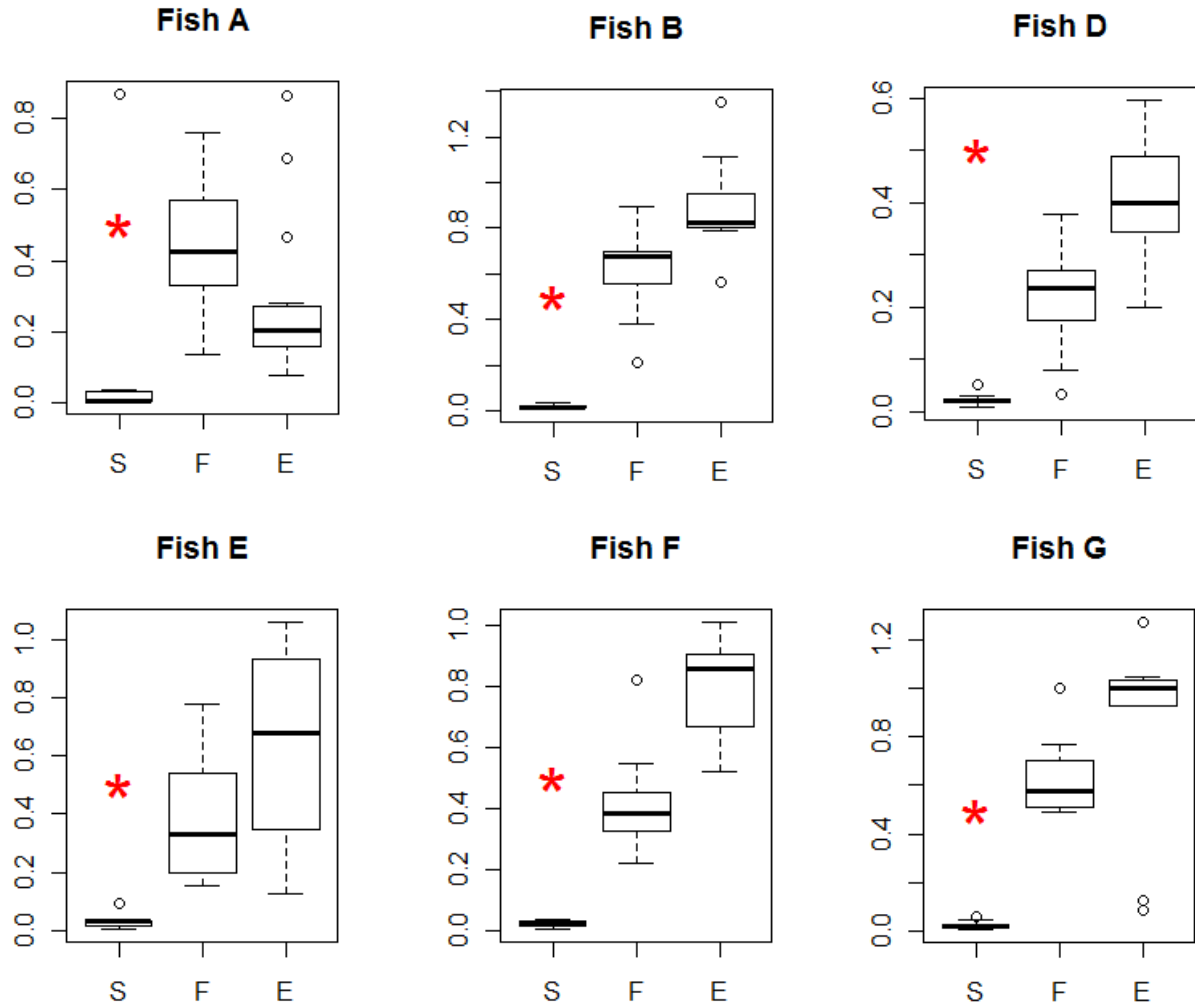 Fish A
0.0 0.2 0.4 0.6 0.8
S F E
Fish B
0.0 0.4 0.8 1.2
S F E
Fish D
0.0 0.2 0.4 0.6
S F E
Fish E
0.0 0.2 0.4 0.6 0.8 1.0
S F E
Fish F
0.0 0.2 0.4 0.6 0.8 1.0
S F E
Fish G
0.0 0.4 0.8 1.2
S F E